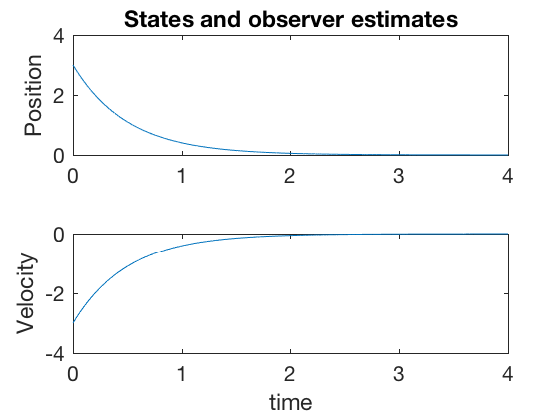 States and observer estimates
Position
4
2
0
0 1 2 3 4
Velocity
0
-2
-4
0 1 2 3 4
time